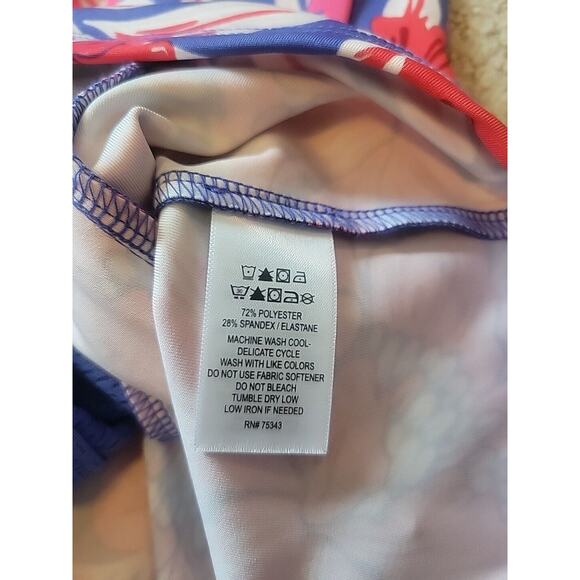 30
72% POLYESTER
28% SPANDEX / ELASTANE
MACHINE WASH COOL-
DELICATE CYCLE
WASH WITH LIKE COLORS
DO NOT USE FABRIC SOFTENER
DO NOT BLEACH
TUMBLE DRY LOW
LOW IRON IF NEEDED
RN# 75343